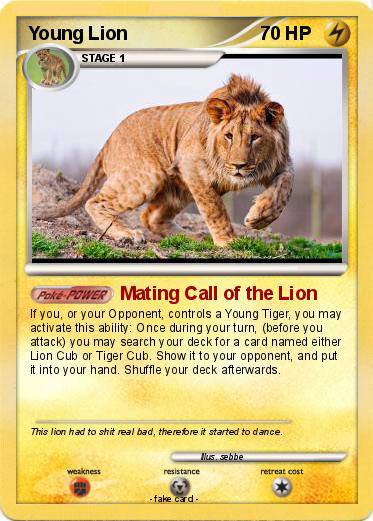 Young Lion 70 HP
STAGE 1
Poké-POWER Mating Call of the Lion
If you, or your Opponent, controls a Young Tiger, you may
activate this ability: Once during your turn, (before you
attack) you may search your deck for a card named either
Lion Cub or Tiger Cub. Show it to your opponent, and put
it into your hand. Shuffle your deck afterwards.
This lion had to shit real bad, therefore it started to dance.
Illus. sebbe
weakness resistance retreat cost
- fake card -